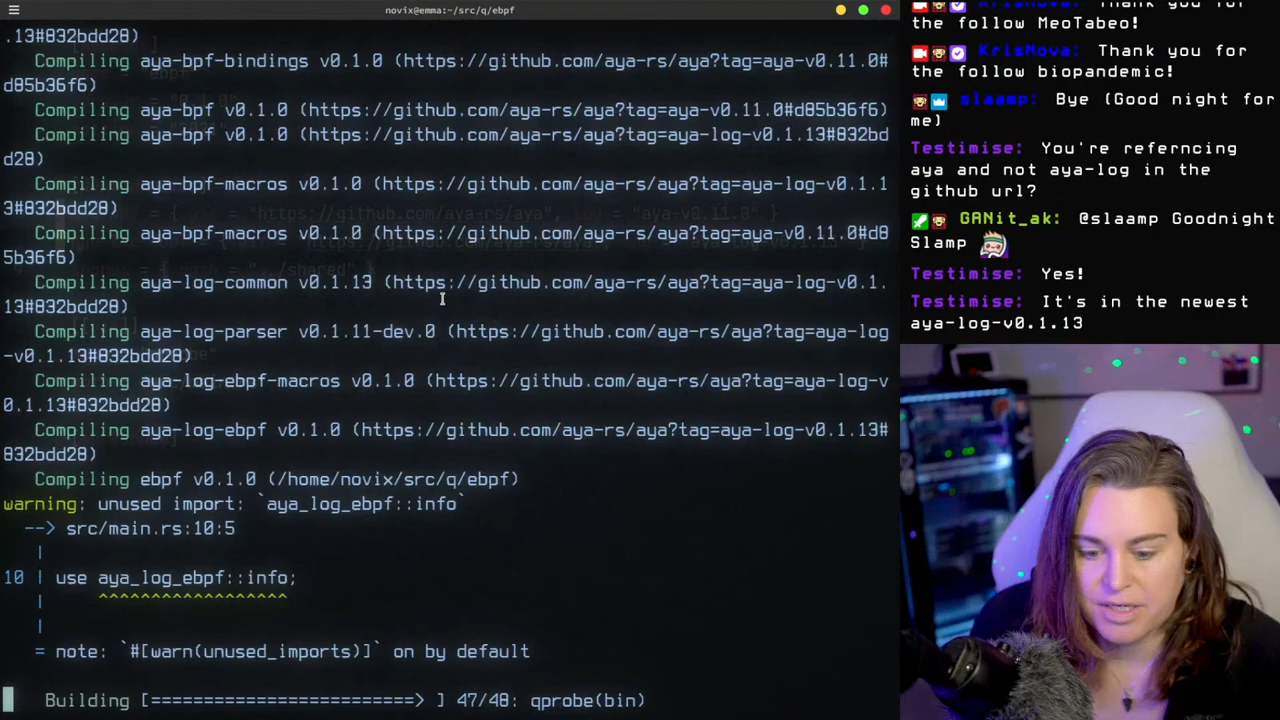 novix@emma:~/src/q/ebpf
.13#832bdd28)
Compiling aya-bpf-bindings v0.1.0 (https://github.com/aya-rs/aya?tag=aya-v0.11.0#
d85b36f6)
Compiling aya-bpf v0.1.0 (https://github.com/aya-rs/aya?tag=aya-v0.11.0#d85b36f6)
Compiling aya-bpf v0.1.0 (https://github.com/aya-rs/aya?tag=aya-log-v0.1.13#832bd
d28)
Compiling aya-bpf-macros v0.1.0 (https://github.com/aya-rs/aya?tag=aya-log-v0.1.1
3#832bdd28)
Compiling aya-bpf-macros v0.1.0 (https://github.com/aya-rs/aya?tag=aya-v0.11.0#d8
5b36f6)
Compiling aya-log-common v0.1.13 (https://github.com/aya-rs/aya?tag=aya-log-v0.1.
13#832bdd28)
Compiling aya-log-parser v0.1.11-dev.0 (https://github.com/aya-rs/aya?tag=aya-log
-v0.1.13#832bdd28)
Compiling aya-log-ebpf-macros v0.1.0 (https://github.com/aya-rs/aya?tag=aya-log-v
0.1.13#832bdd28)
Compiling aya-log-ebpf v0.1.0 (https://github.com/aya-rs/aya?tag=aya-log-v0.1.13#
832bdd28)
Compiling ebpf v0.1.0 (/home/novix/src/q/ebpf)
warning: unused import: `aya_log_ebpf::info`
--> src/main.rs:10:5
|
10 | use aya_log_ebpf::info;
| ^^^^^^^^^^^^^^^^^^
|
= note: `#[warn(unused_imports)]` on by default
Building [=========================> ] 47/48: qprobe(bin)
KrisNova: Thank you for
the follow MeoTabeo!
KrisNova: Thank you for
the follow biopandemic!
slaamp: Bye (Good night for
me)
Testimise: You're referncing
aya and not aya-log in the
github url?
GANit_ak: @slaamp Goodnight
Slamp
Testimise: Yes!
Testimise: It's in the newest
aya-log-v0.1.13